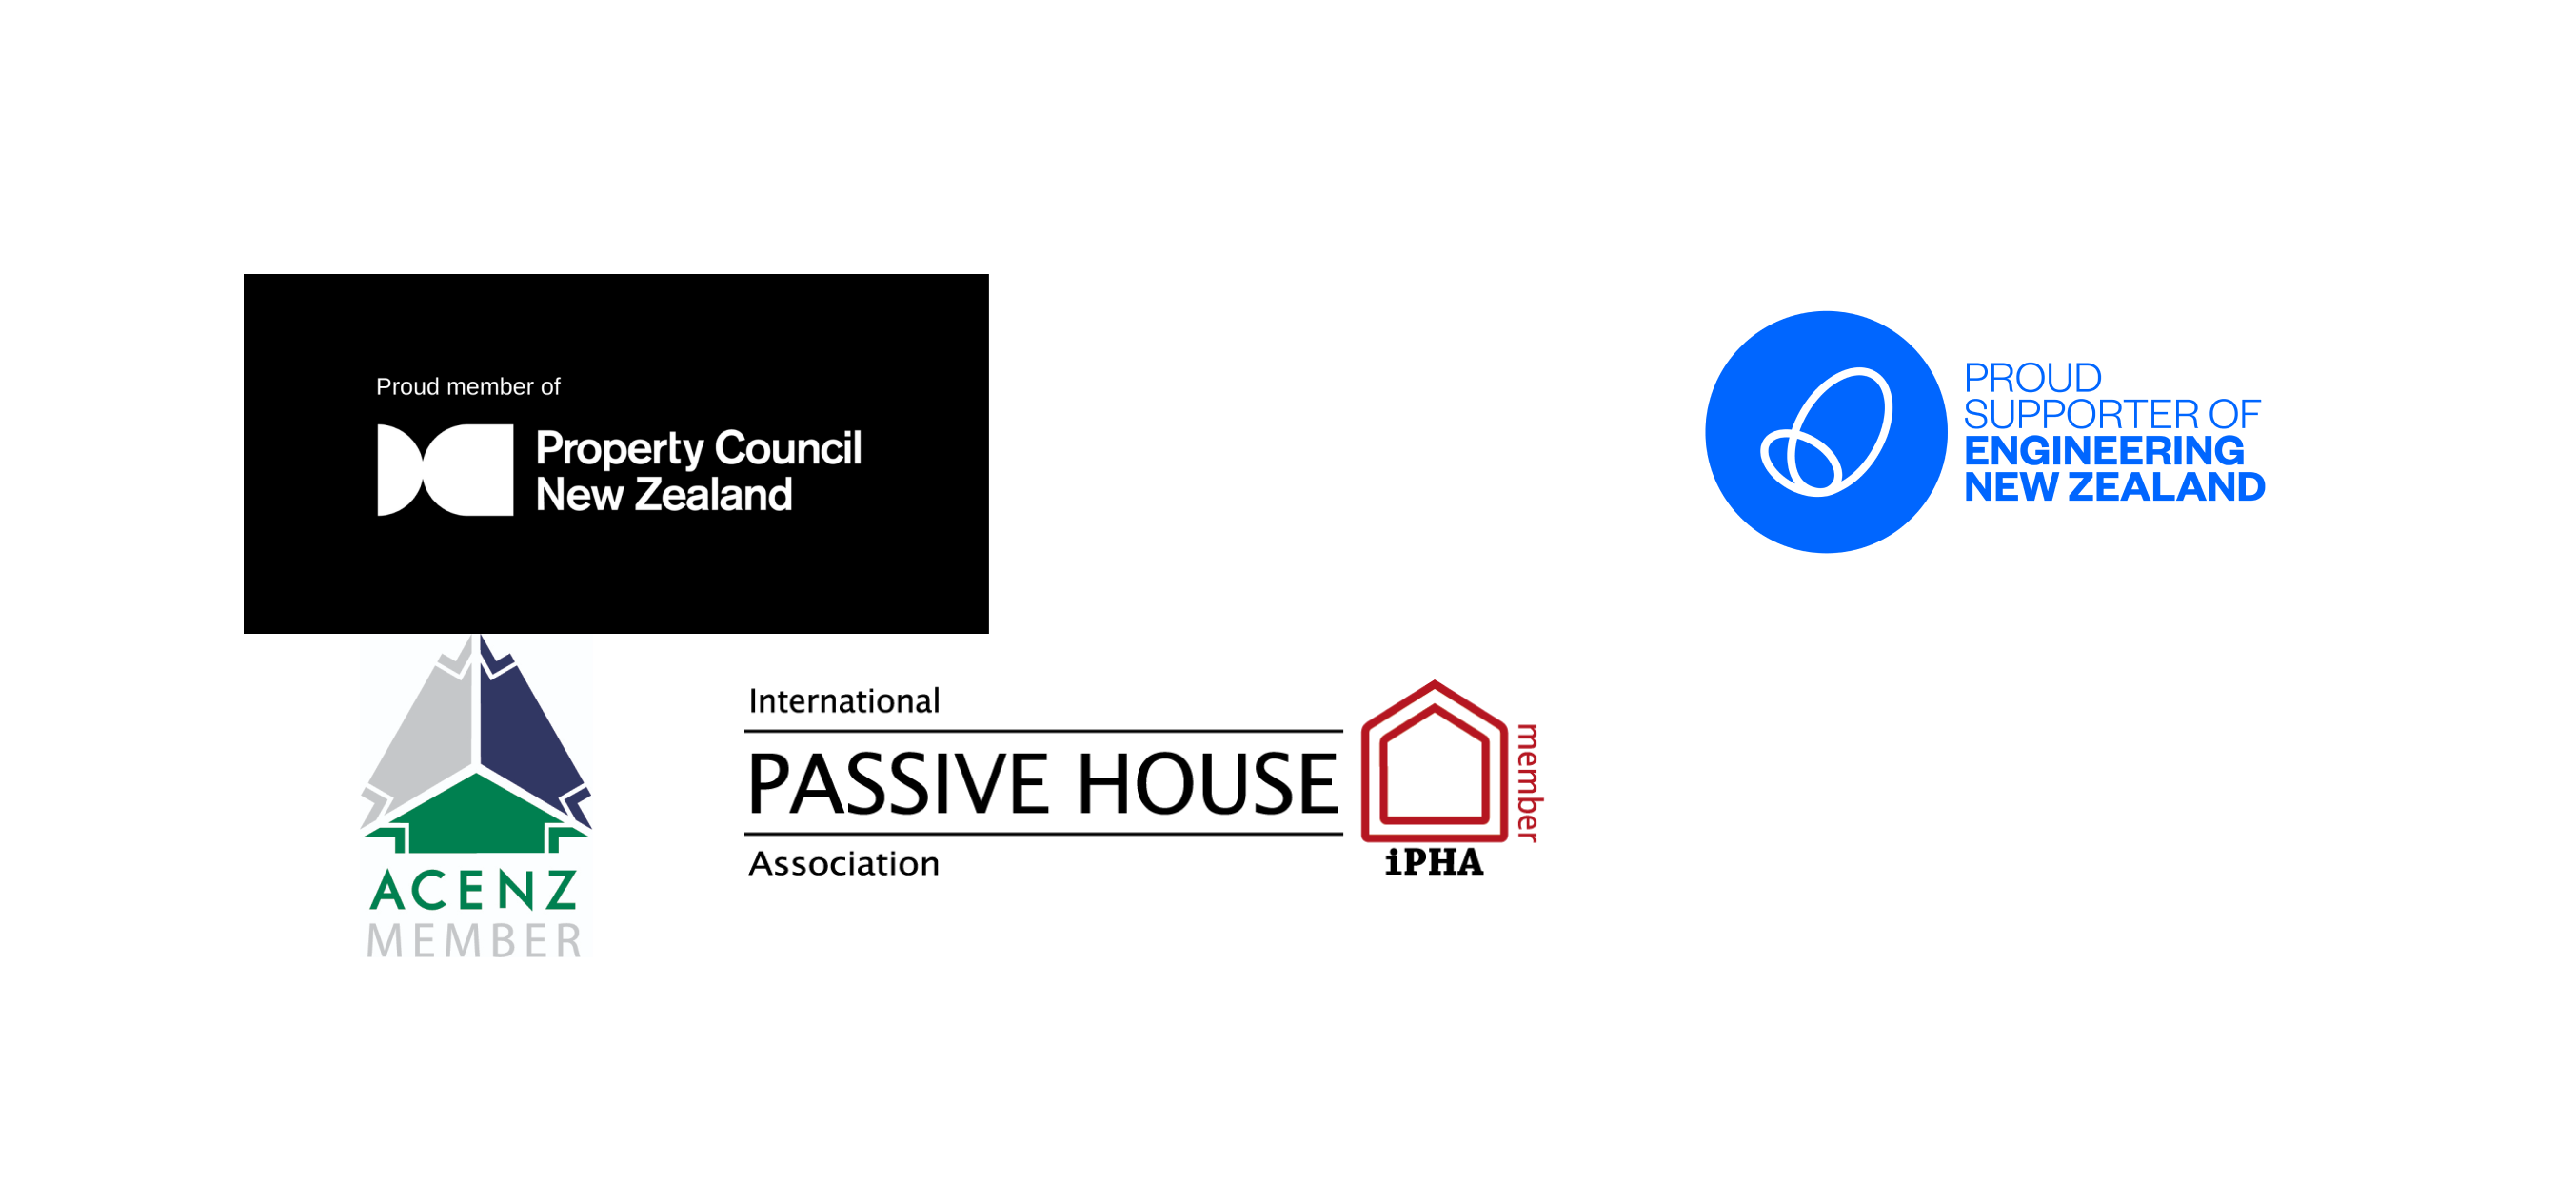 Proud member of
Property Council
New Zealand
PROUD
SUPPORTER OF
ENGINEERING
NEW ZEALAND
ACENZ
MEMBER
International
PASSIVE HOUSE
Association
iPHA
member